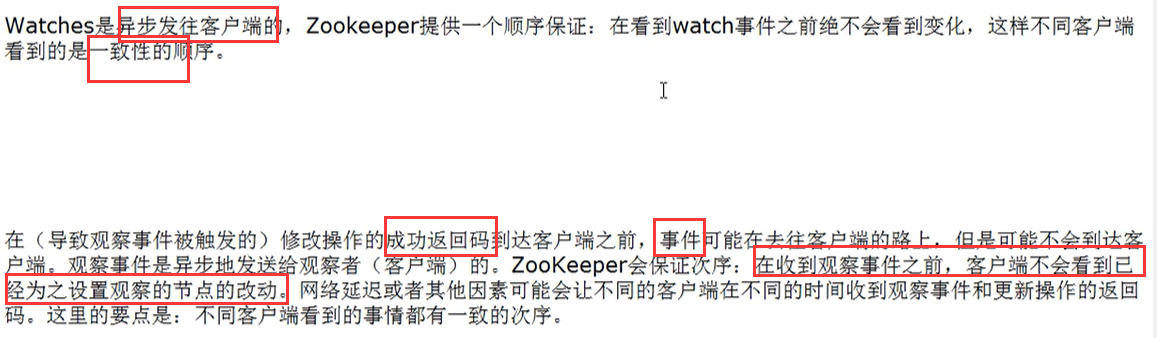 Watches是异步发往客户端的，Zookeeper提供一个顺序保证：在看到watch事件之前绝不会看到变化，这样不同客户端
看到的是一致性的顺序。
在（导致观察事件被触发的）修改操作的成功返回码到达客户端之前，事件可能在去往客户端的路上，但是可能不会到达客
户端。观察事件是异步地发送给观察者（客户端）的。ZooKeeper会保证次序：在收到观察事件之前，客户端不会看到已
经为之设置观察的节点的改动。网络延迟或者其他因素可能会让不同的客户端在不同的时间收到观察事件和更新操作的返回
码。这里的要点是：不同客户端看到的事情都有一致的次序。